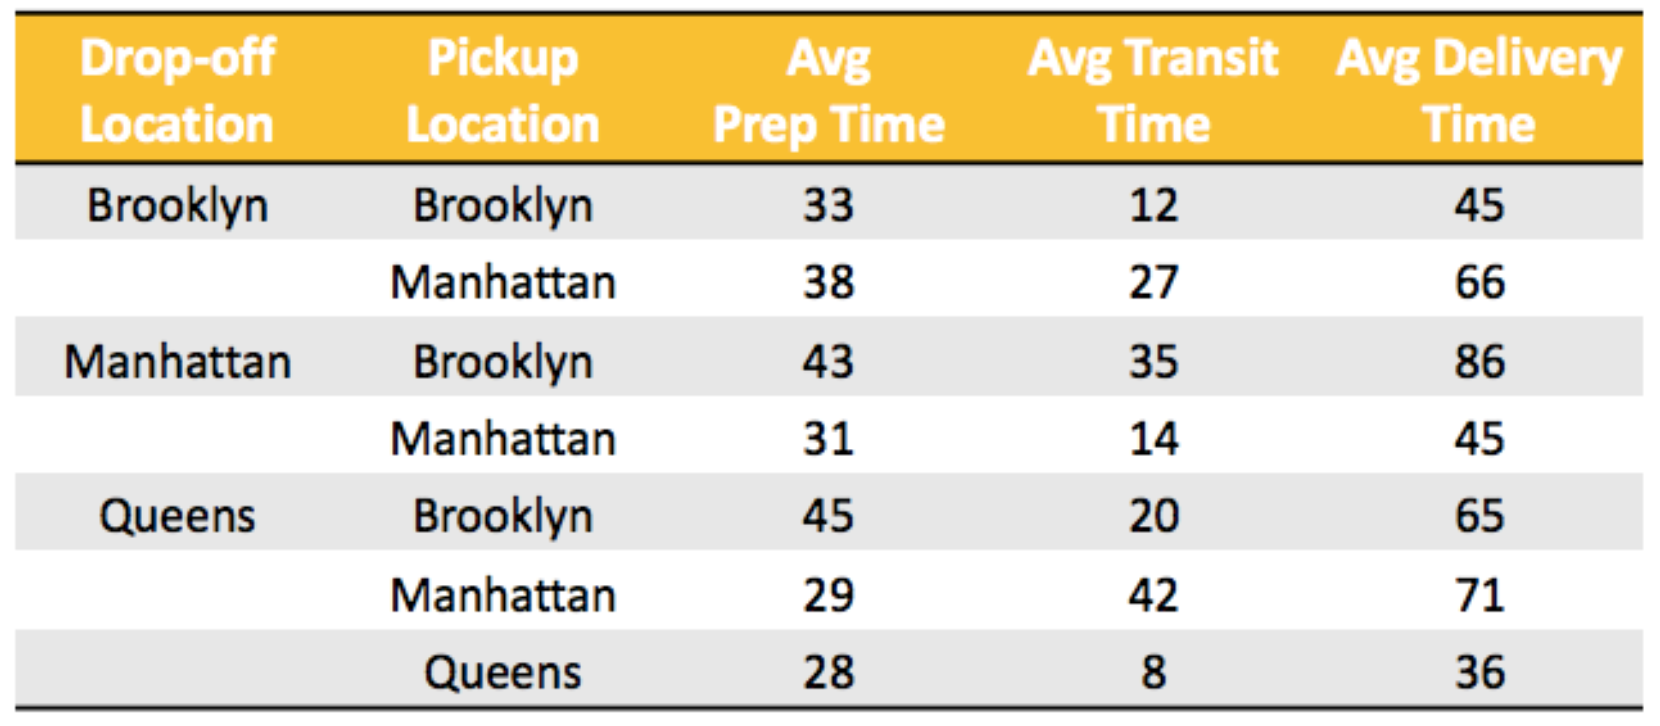 Drop-off Location Pickup Location Avg Prep Time Avg Transit Time Avg Delivery Time
Brooklyn Brooklyn 33 12 45
Manhattan 38 27 66
Manhattan Brooklyn 43 35 86
Manhattan 31 14 45
Queens Brooklyn 45 20 65
Manhattan 29 42 71
Queens 28 8 36